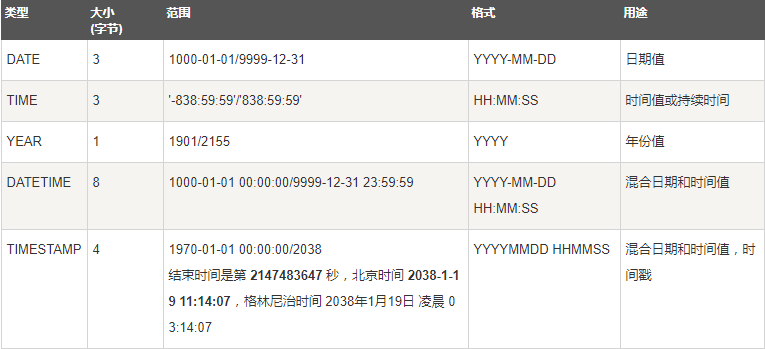 类型 大小 范围 格式 用途
(字节)
DATE 3 1000-01-01/9999-12-31 YYYY-MM-DD 日期值
TIME 3 '-838:59:59'/'838:59:59' HH:MM:SS 时间值或持续时间
YEAR 1 1901/2155 YYYY 年份值
DATETIME 8 1000-01-01 00:00:00/9999-12-31 23:59:59 YYYY-MM-DD 混合日期和时间值
HH:MM:SS
TIMESTAMP 4 1970-01-01 00:00:00/2038 YYYYMMDD HHMMSS 混合日期和时间值，时
结束时间是第 2147483647 秒，北京时间 2038-1-1 间戳
9 11:14:07，格林尼治时间 2038年1月19日 凌晨 0
3:14:07